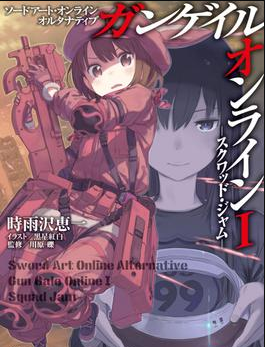 ソードアート・オンライン
オルタナティブ
ガンゲイル
オンラインI
―スクワッド・ジャム―
時雨沢恵一
イラスト/黒星紅白
監修/川原 礫
Sword Art Online Alternative
Gun Gale Online I
Squad Jam
99